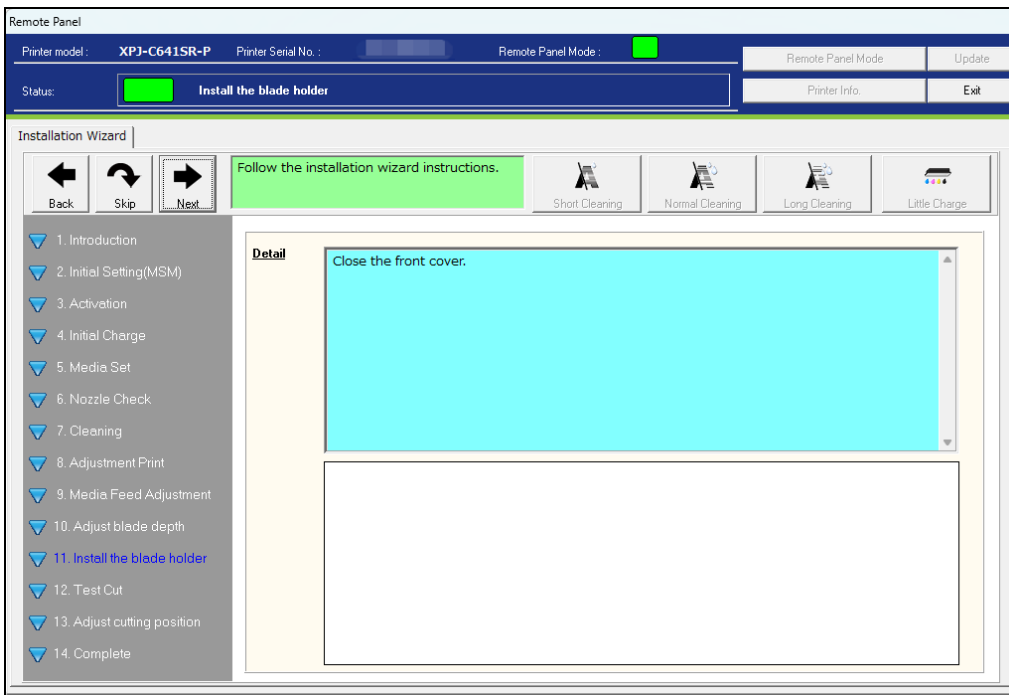 Remote Panel
Printer model : XPJ-C641SR-P Printer Serial No. : Remote Panel Mode :
Remote Panel Mode Update
Status: Install the blade holder
Printer Info. Exit
Installation Wizard
Follow the installation wizard instructions.
Back Skip Next Short Cleaning Normal Cleaning Long Cleaning Little Charge
1. Introduction
2. Initial Setting(MSM)
3. Activation
4. Initial Charge
5. Media Set
6. Nozzle Check
7. Cleaning
8. Adjustment Print
9. Media Feed Adjustment
10. Adjust blade depth
11. Install the blade holder
12. Test Cut
13. Adjust cutting position
14. Complete
Detail
Close the front cover.